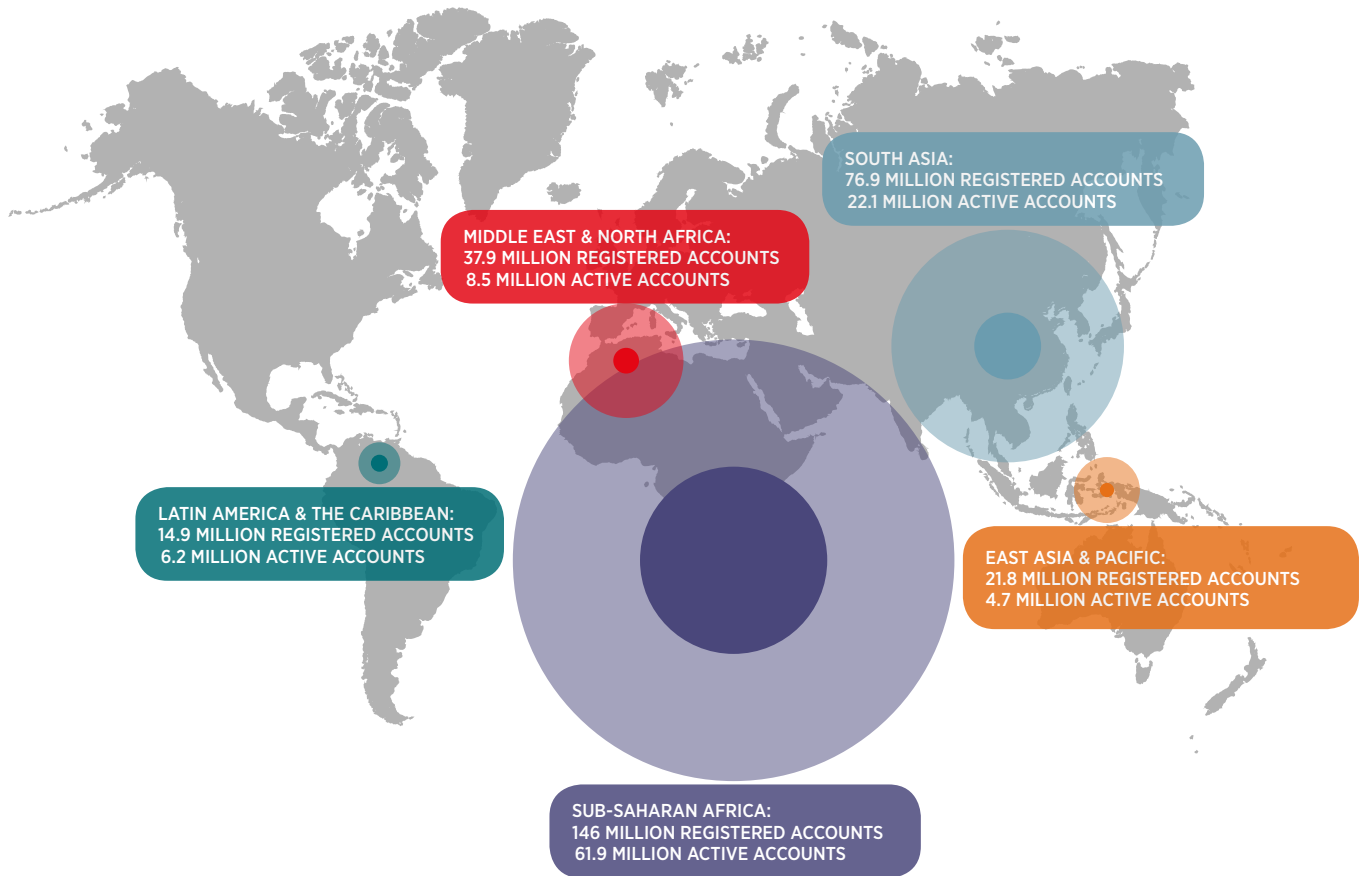 SOUTH ASIA:
76.9 MILLION REGISTERED ACCOUNTS
22.1 MILLION ACTIVE ACCOUNTS
MIDDLE EAST & NORTH AFRICA:
37.9 MILLION REGISTERED ACCOUNTS
8.5 MILLION ACTIVE ACCOUNTS
LATIN AMERICA & THE CARIBBEAN:
14.9 MILLION REGISTERED ACCOUNTS
6.2 MILLION ACTIVE ACCOUNTS
EAST ASIA & PACIFIC:
21.8 MILLION REGISTERED ACCOUNTS
4.7 MILLION ACTIVE ACCOUNTS
SUB-SAHARAN AFRICA:
146 MILLION REGISTERED ACCOUNTS
61.9 MILLION ACTIVE ACCOUNTS